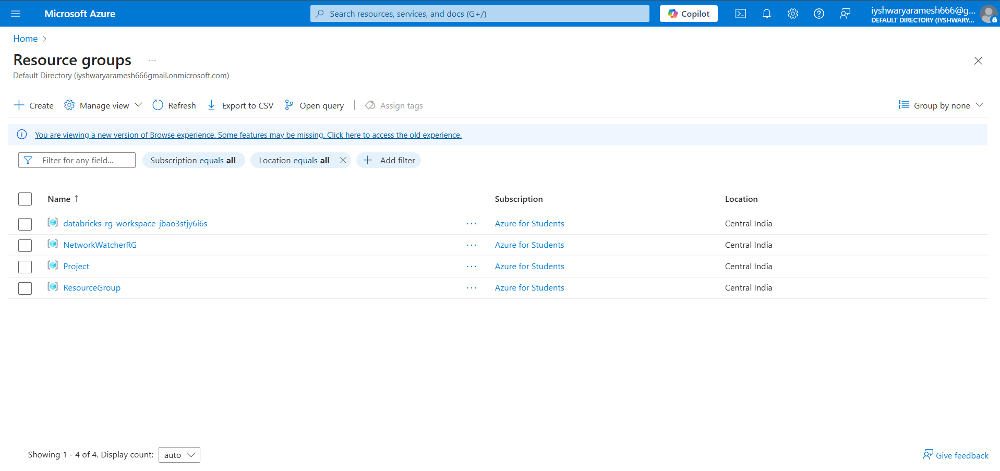 Microsoft Azure
Search resources, services, and docs (G+/)
Copilot
iyshwaryaramesh666@g...
DEFAULT DIRECTORY (IYSHWARY...
Home
Resource groups ...
Default Directory (iyshwaryaramesh666gmail.onmicrosoft.com)
Create Manage view Refresh Export to CSV Open query Assign tags Group by none
You are viewing a new version of Browse experience. Some features may be missing. Click here to access the old experience.
Filter for any field... Subscription equals all Location equals all Add filter
Name ↑ Subscription Location
databricks-rg-workspace-jbao3stjy6i6s ... Azure for Students Central India
NetworkWatcherRG ... Azure for Students Central India
Project ... Azure for Students Central India
ResourceGroup ... Azure for Students Central India
Showing 1 - 4 of 4. Display count: auto
Give feedback